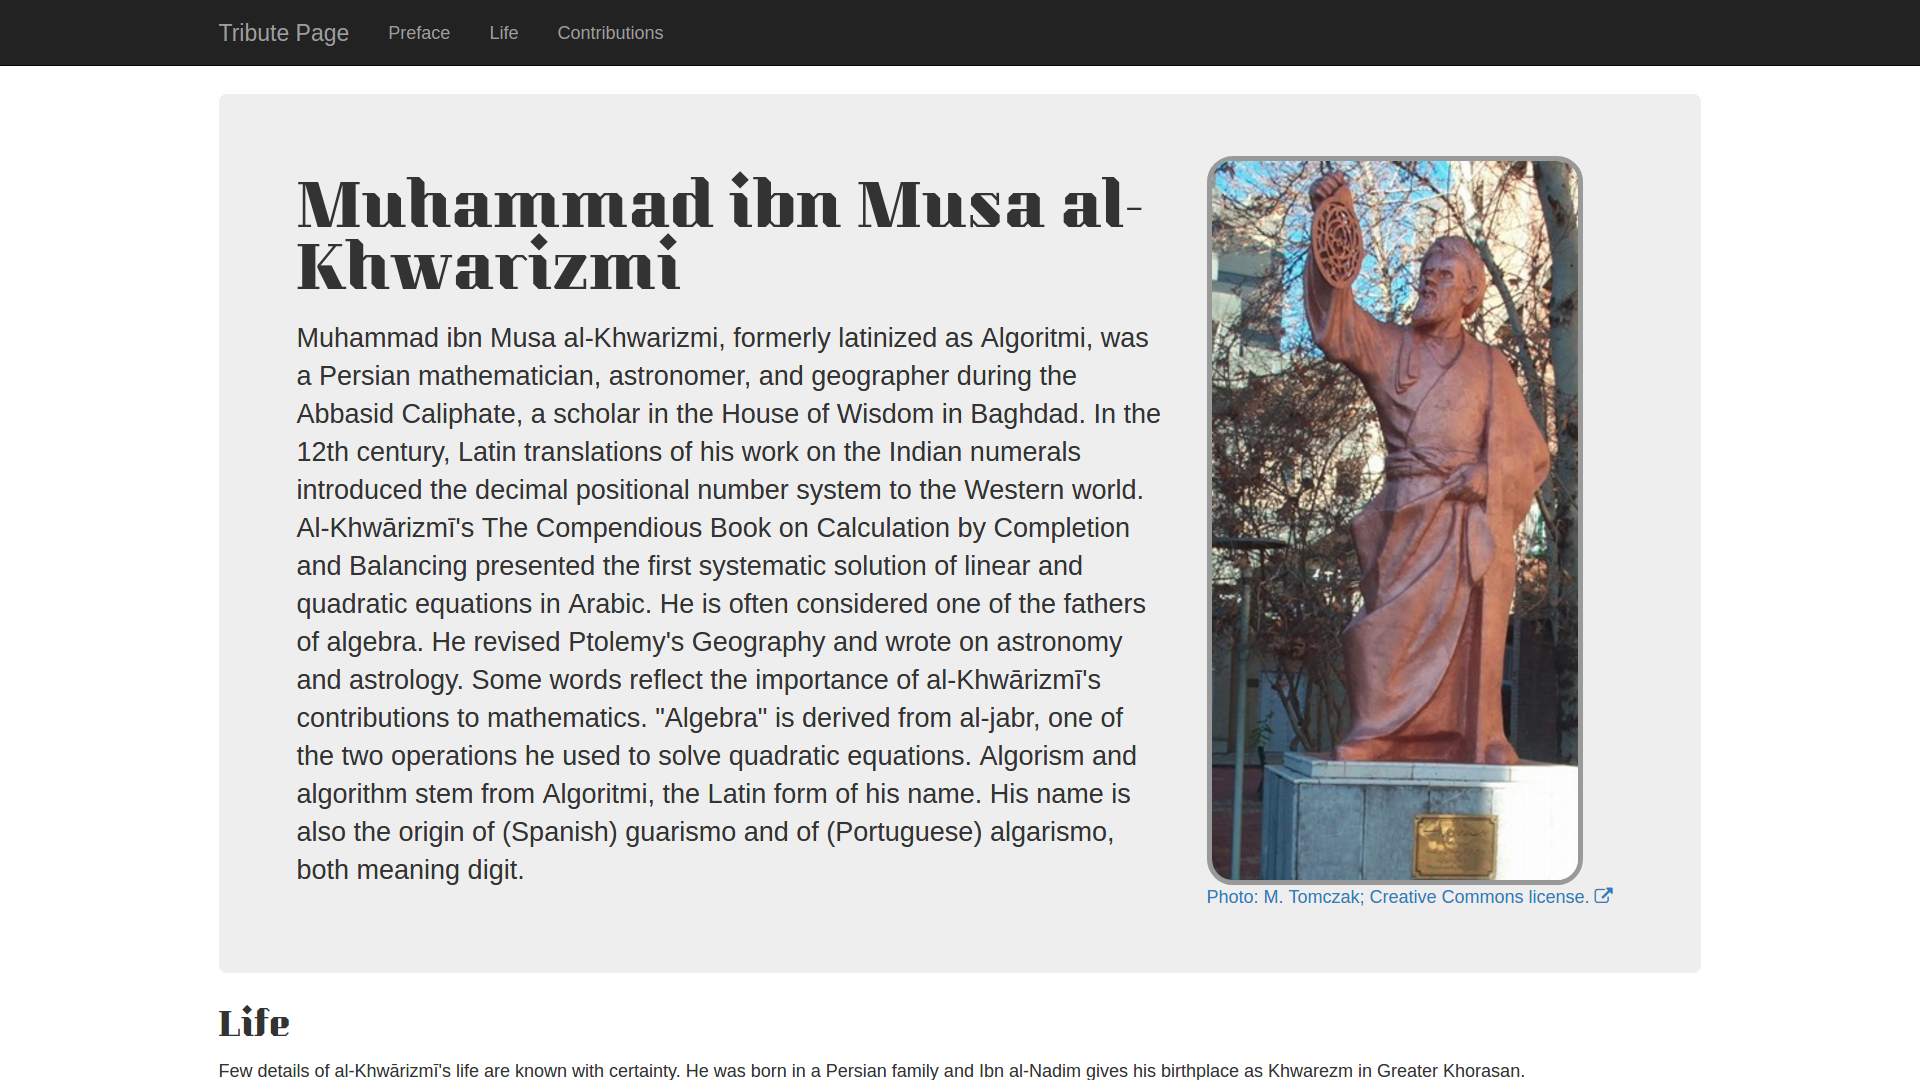 Tribute Page Preface Life Contributions
Muhammad ibn Musa al-
Khwarizmi
Muhammad ibn Musa al-Khwarizmi, formerly latinized as Algoritmi, was
a Persian mathematician, astronomer, and geographer during the
Abbasid Caliphate, a scholar in the House of Wisdom in Baghdad. In the
12th century, Latin translations of his work on the Indian numerals
introduced the decimal positional number system to the Western world.
Al-Khwārizmī's The Compendious Book on Calculation by Completion
and Balancing presented the first systematic solution of linear and
quadratic equations in Arabic. He is often considered one of the fathers
of algebra. He revised Ptolemy's Geography and wrote on astronomy
and astrology. Some words reflect the importance of al-Khwārizmī's
contributions to mathematics. "Algebra" is derived from al-jabr, one of
the two operations he used to solve quadratic equations. Algorism and
algorithm stem from Algoritmi, the Latin form of his name. His name is
also the origin of (Spanish) guarismo and of (Portuguese) algarismo,
both meaning digit.
Photo: M. Tomczak; Creative Commons license.
Life
Few details of al-Khwārizmī's life are known with certainty. He was born in a Persian family and Ibn al-Nadim gives his birthplace as Khwarezm in Greater Khorasan.